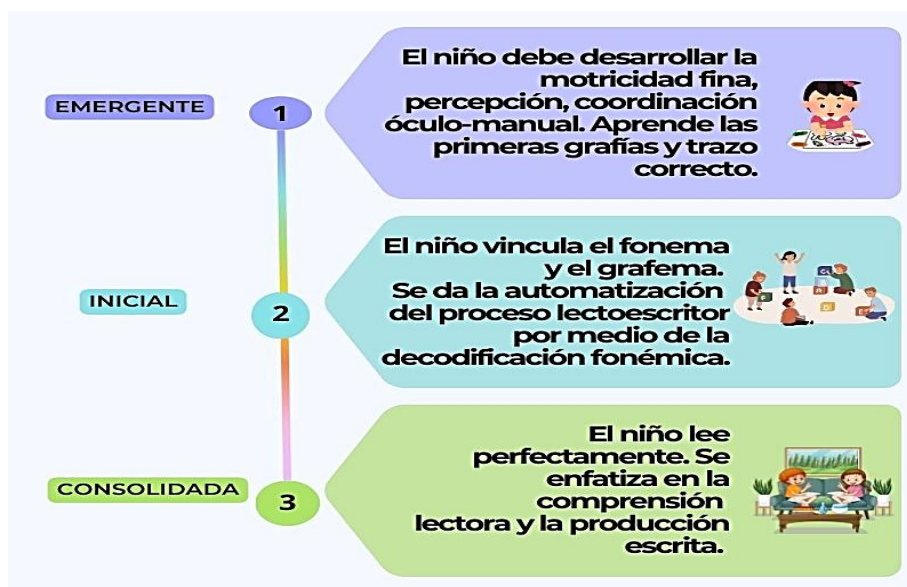 EMERGENTE
1
El niño debe desarrollar la
motricidad fina,
percepción, coordinación
óculo-manual. Aprende las
primeras grafías y trazo
correcto.
INICIAL
2
El niño vincula el fonema
y el grafema.
Se da la automatización
del proceso lectoescritor
por medio de la
decodificación fonémica.
CONSOLIDADA
3
El niño lee
perfectamente. Se
enfatiza en la
comprensión
lectora y la producción
escrita.